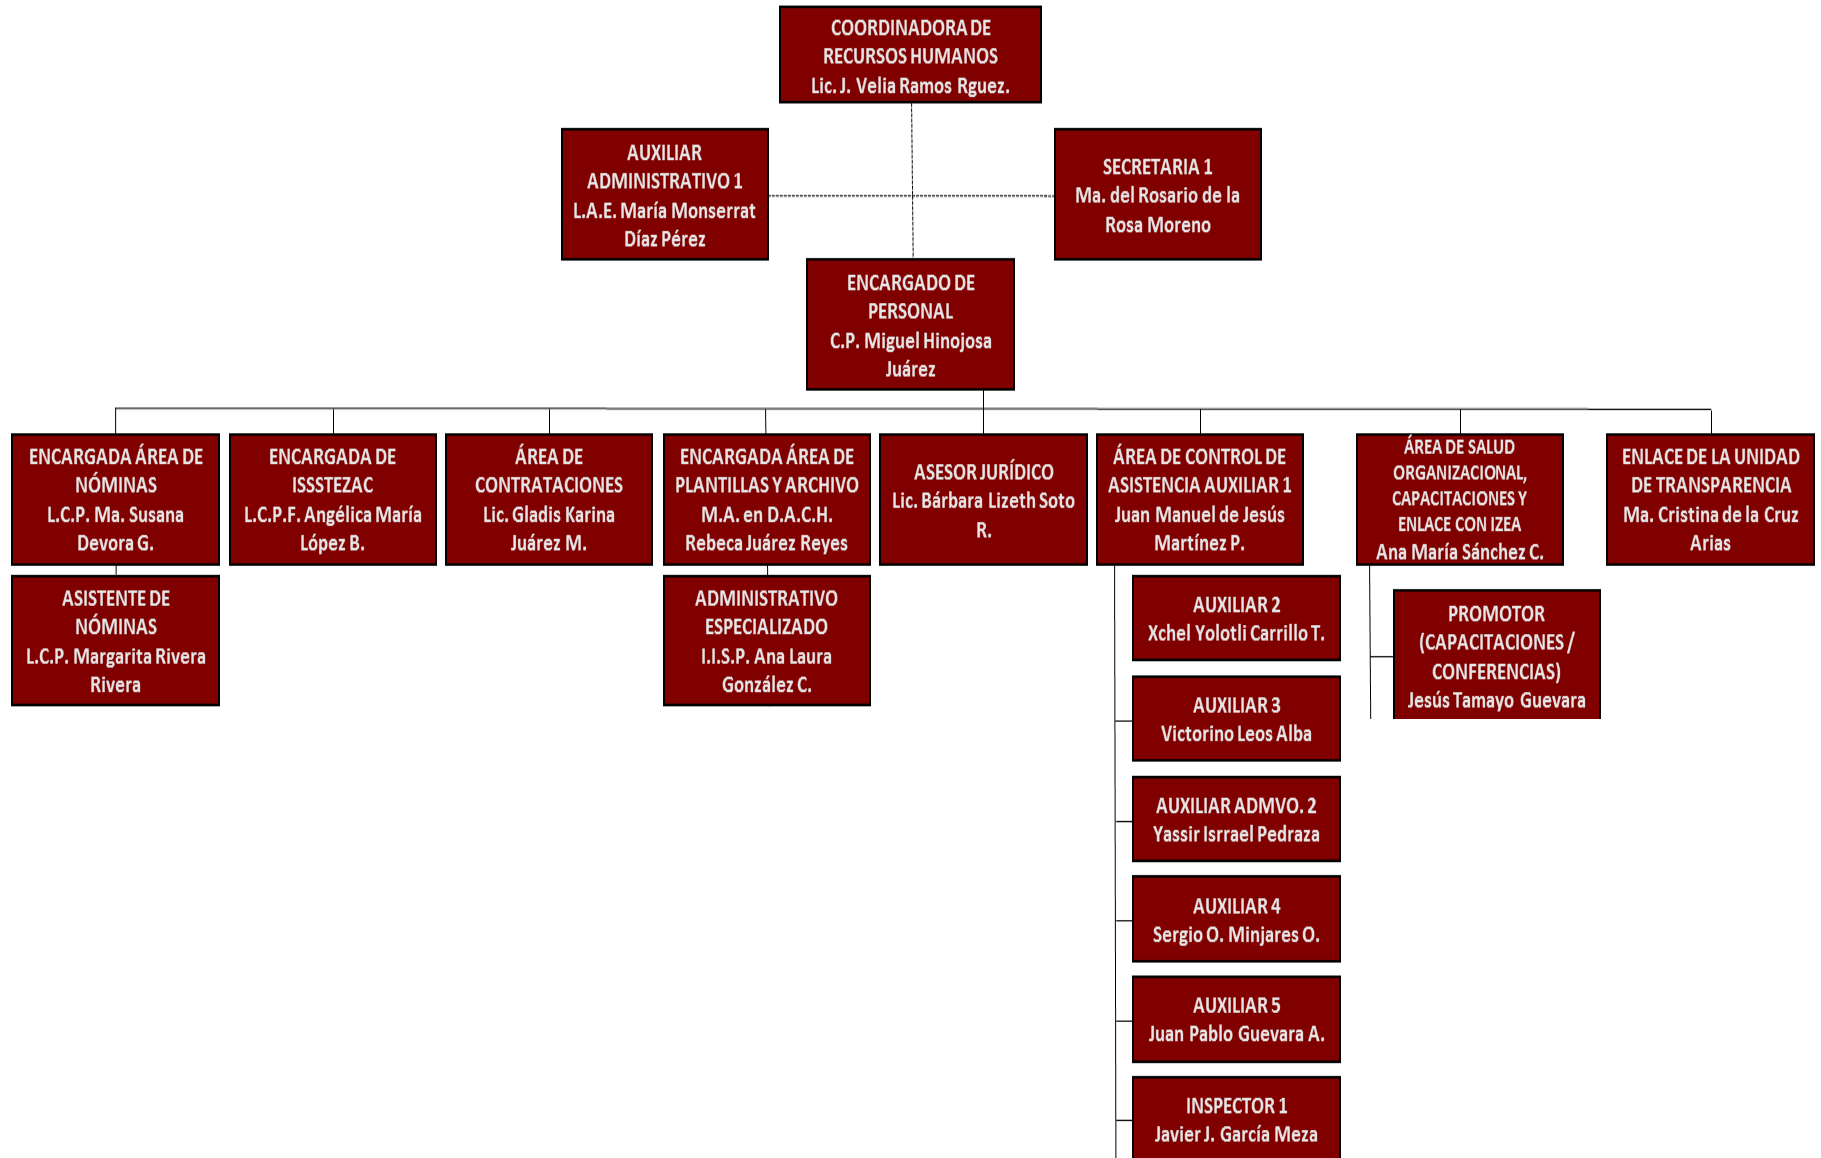 COORDINADORA DE
RECURSOS HUMANOS
Lic. J. Velia Ramos Rguez.
AUXILIAR
ADMINISTRATIVO 1
L.A.E. María Monserrat
Díaz Pérez
SECRETARIA 1
Ma. del Rosario de la
Rosa Moreno
ENCARGADO DE
PERSONAL
C.P. Miguel Hinojosa
Juárez
ENCARGADA ÁREA DE
NÓMINAS
L.C.P. Ma. Susana
Devora G.
ENCARGADA DE
ISSSTEZAC
L.C.P.F. Angélica María
López B.
ÁREA DE
CONTRATACIONES
Lic. Gladis Karina
Juárez M.
ENCARGADA ÁREA DE
PLANTILLAS Y ARCHIVO
M.A. en D.A.C.H.
Rebeca Juárez Reyes
ASESOR JURÍDICO
Lic. Bárbara Lizeth Soto
R.
ÁREA DE CONTROL DE
ASISTENCIA AUXILIAR 1
Juan Manuel de Jesús
Martínez P.
ÁREA DE SALUD
ORGANIZACIONAL,
CAPACITACIONES Y
ENLACE CON IZEA
Ana María Sánchez C.
ENLACE DE LA UNIDAD
DE TRANSPARENCIA
Ma. Cristina de la Cruz
Arias
ASISTENTE DE
NÓMINAS
L.C.P. Margarita Rivera
Rivera
ADMINISTRATIVO
ESPECIALIZADO
I.I.S.P. Ana Laura
González C.
AUXILIAR 2
Xchel Yolotli Carrillo T.
AUXILIAR 3
Victorino Leos Alba
AUXILIAR ADMVO. 2
Yassir Isrrael Pedraza
AUXILIAR 4
Sergio O. Minjares O.
AUXILIAR 5
Juan Pablo Guevara A.
INSPECTOR 1
Javier J. García Meza
PROMOTOR
(CAPACITACIONES /
CONFERENCIAS)
Jesús Tamayo Guevara